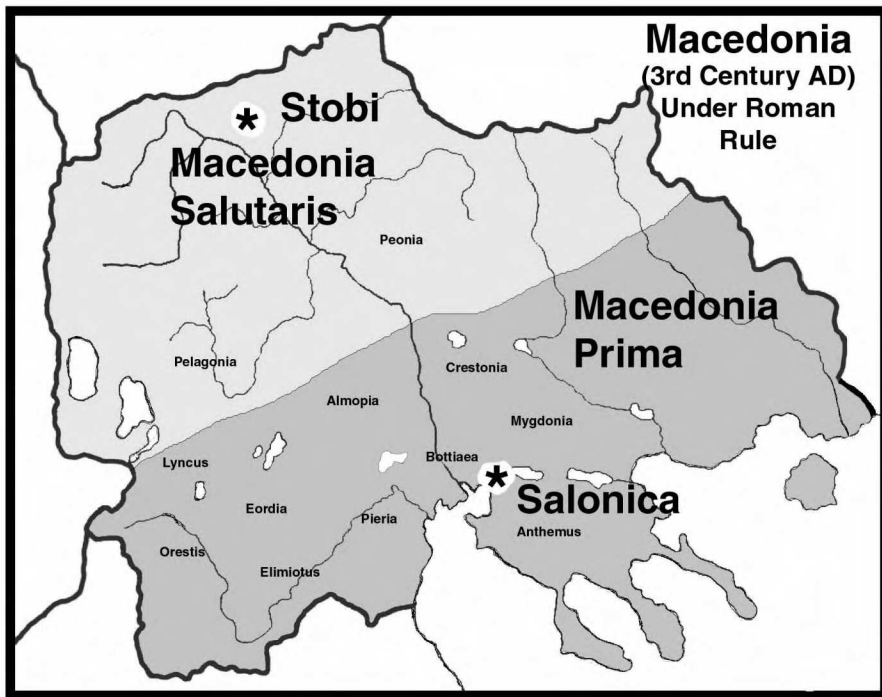 Macedonia
(3rd Century AD)
Under Roman
Rule
* Stobi
Macedonia
Salutaris
Peonia
Macedonia
Prima
Pelagonia
Crestonia
Almopia
Mygdonia
Lyncus
Bottiaea
* Salonica
Eordia
Pieria
Anthemus
Orestis
Elimiotus